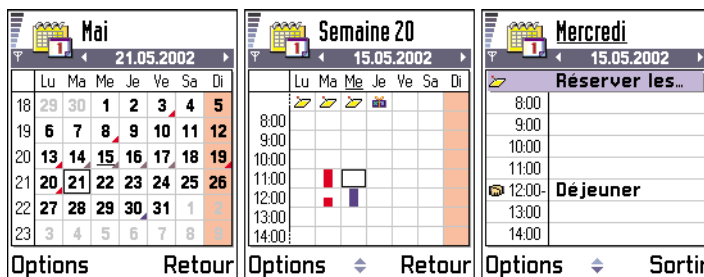 Mai
21.05.2002
Lu Ma Me Je Ve Sa Di
18 29 30 1 2 3 4 5
19 6 7 8 9 10 11 12
20 13 14 15 16 17 18 19
21 20 21 22 23 24 25 26
22 27 28 29 30 31 1 2
23 3 4 5 6 7 8 9
Options Retour
Semaine 20
15.05.2002
Lu Ma Me Je Ve Sa Di
8:00
9:00
10:00
11:00
12:00
13:00
14:00
Options Retour
Mercredi
15.05.2002
Réserver les...
8:00
9:00
10:00
11:00
12:00- Déjeuner
13:00
14:00
Options Sortir